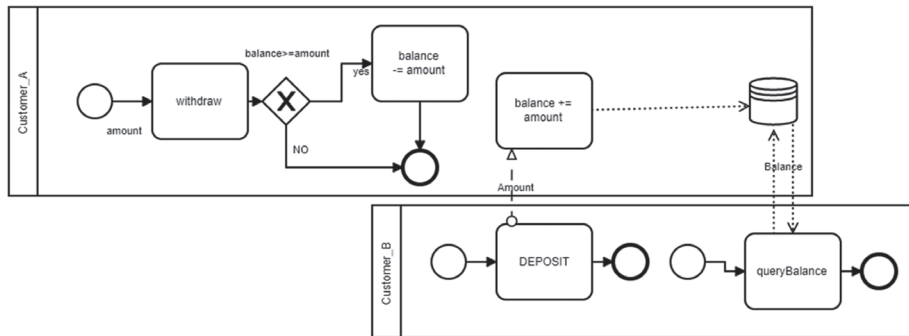 Customer_A
amount
withdraw
balance>=amount
yes
NO
balance
-= amount
balance +=
amount
Balance
Amount
Customer_B
DEPOSIT
queryBalance